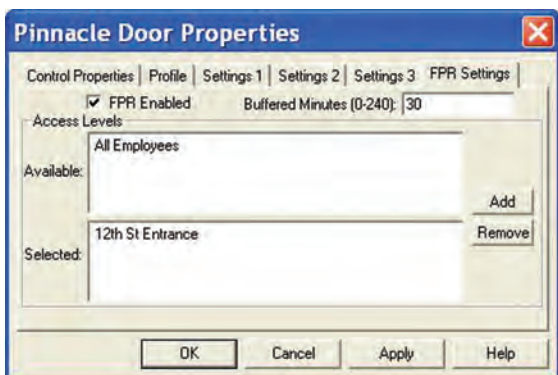 Pinnacle Door Properties
Control Properties Profile Settings 1 Settings 2 Settings 3 FPR Settings
FPR Enabled Buffered Minutes (0-240): 30
Access Levels
Available: All Employees
Add
Selected: 12th St Entrance Remove
OK Cancel Apply Help